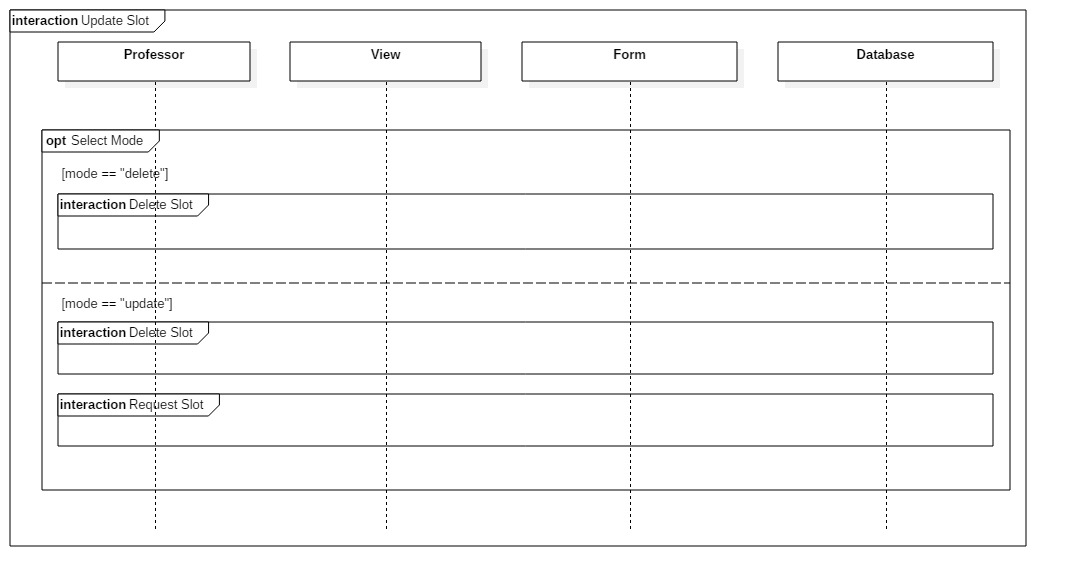 interaction Update Slot
Professor View Form Database
opt Select Mode
[mode == "delete"]
interaction Delete Slot
[mode == "update"]
interaction Delete Slot
interaction Request Slot